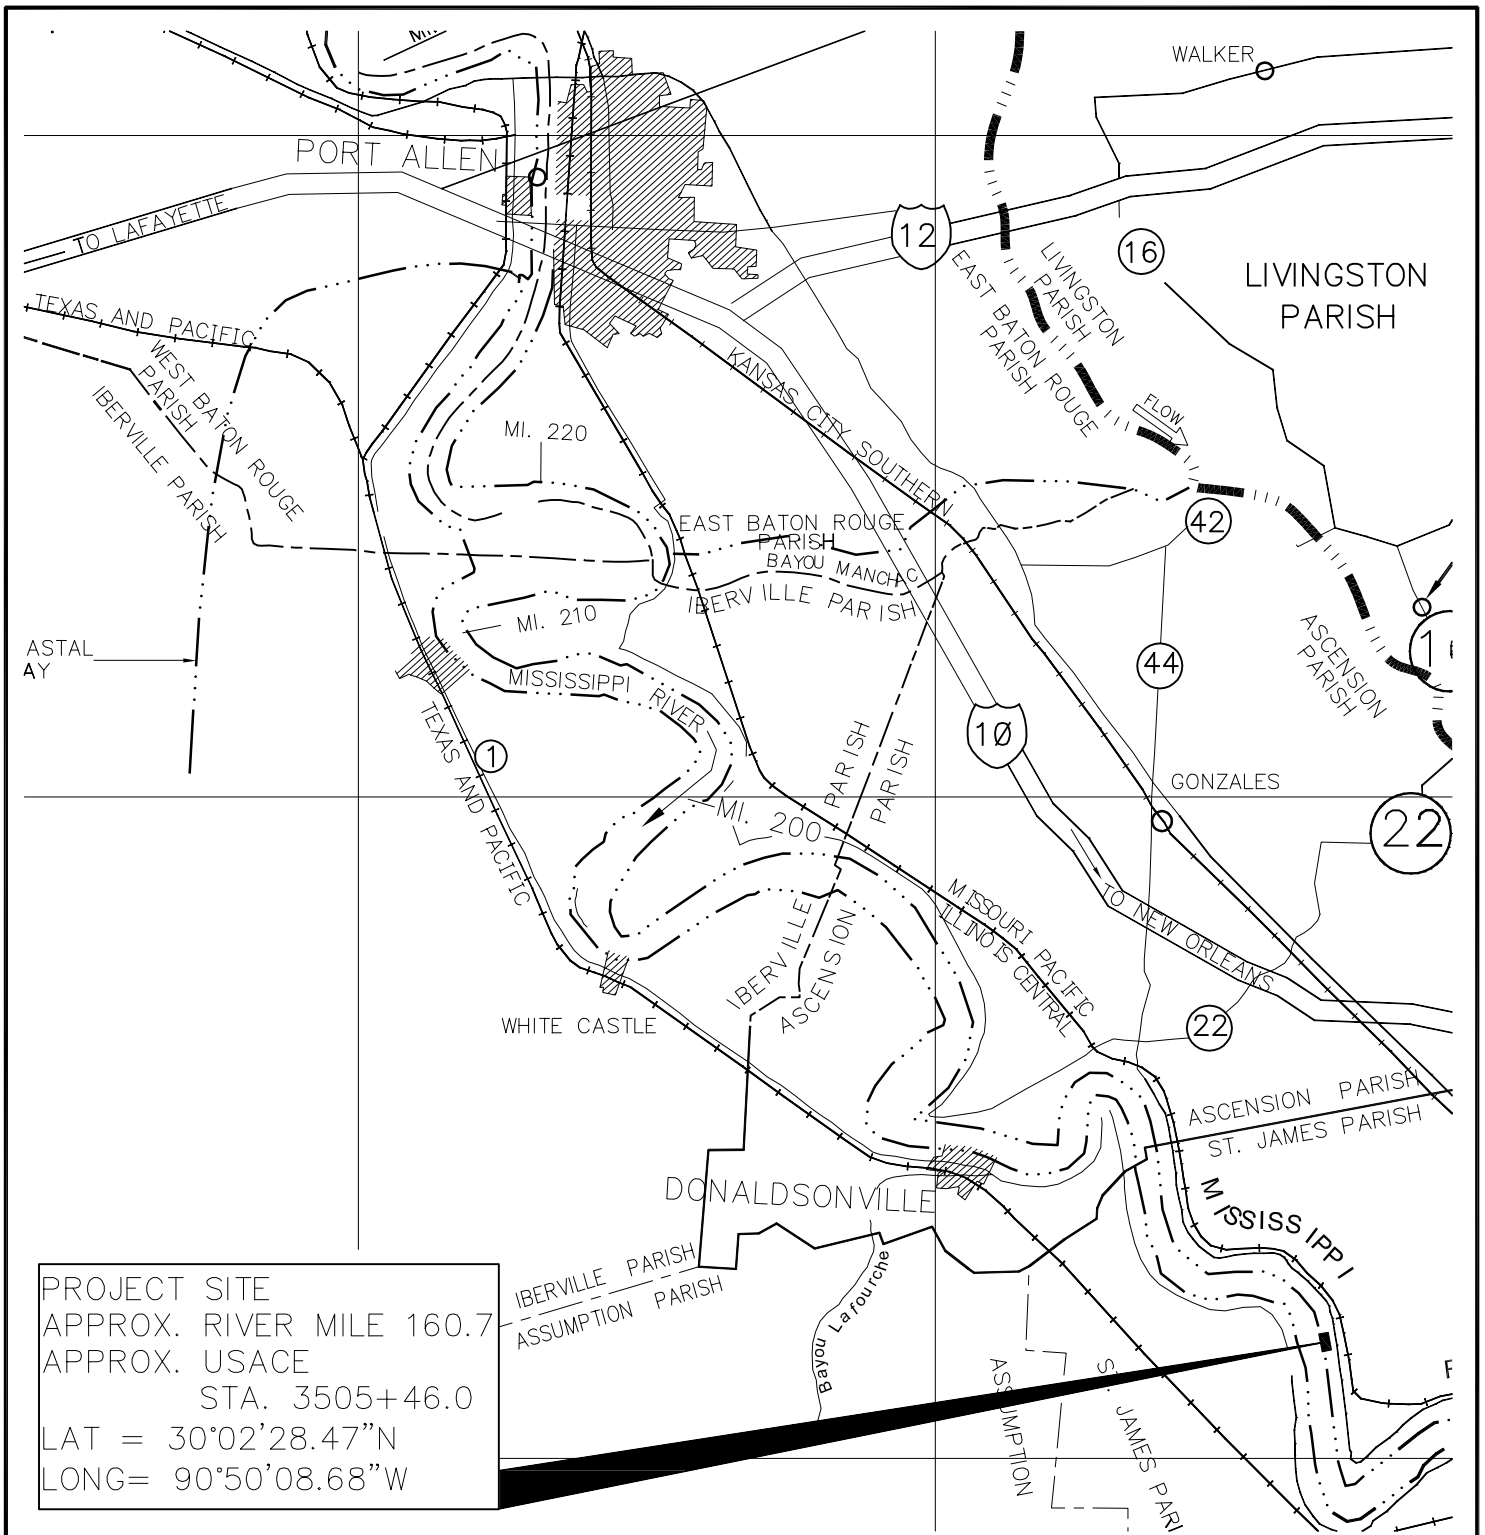 WALKER
PORT ALLEN
12
16
TO LAFAYETTE
LIVINGSTON
PARISH
LIVINGSTON
PARISH
EAST BATON ROUGE
PARISH
TEXAS AND PACIFIC
WEST BATON ROUGE
PARISH
IBERVILLE PARISH
KANSAS CITY SOUTHERN
FLOW
MI. 220
42
EAST BATON ROUGE
PARISH
BAYOU MANCHAC
IBERVILLE PARISH
MI. 210
ASTAL
AY
44
ASCENSION
PARISH
MISSISSIPPI RIVER
TEXAS AND PACIFIC
1
10
IBERVILLE PARISH
ASCENSION PARISH
GONZALES
MI. 200
22
TO NEW ORLEANS
MISSOURI PACIFIC
ILLINOIS CENTRAL
WHITE CASTLE
22
ASCENSION PARISH
ST. JAMES PARISH
DONALDSONVILLE
MISSISSIPPI
IBERVILLE PARISH
ASSUMPTION PARISH
Bayou Lafourche
ASSUMPTION
ST. JAMES PARI
PROJECT SITE
APPROX. RIVER MILE 160.7
APPROX. USACE
STA. 3505+46.0
LAT = 30°02'28.47"N
LONG= 90°50'08.68"W